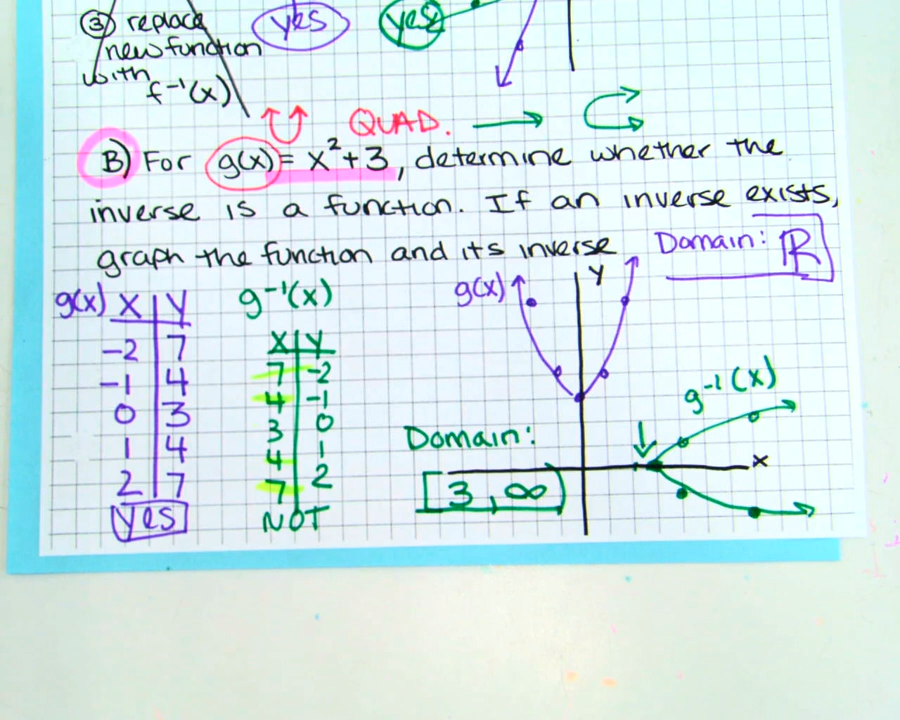 ③ replace
new function
with
f⁻¹(x)
yes
yes
QUAD.
B) For g(x) = x² + 3, determine whether the
inverse is a function. If an inverse exists,
graph the function and its inverse
Domain: ℝ
g(x) X | Y
-2 | 7
-1 | 4
0 | 3
1 | 4
2 | 7
yes
g⁻¹(x)
X | Y
7 | -2
4 | -1
3 | 0
4 | 1
7 | 2
NOT
g(x)
Y
g⁻¹(x)
x
Domain:
[3, ∞)